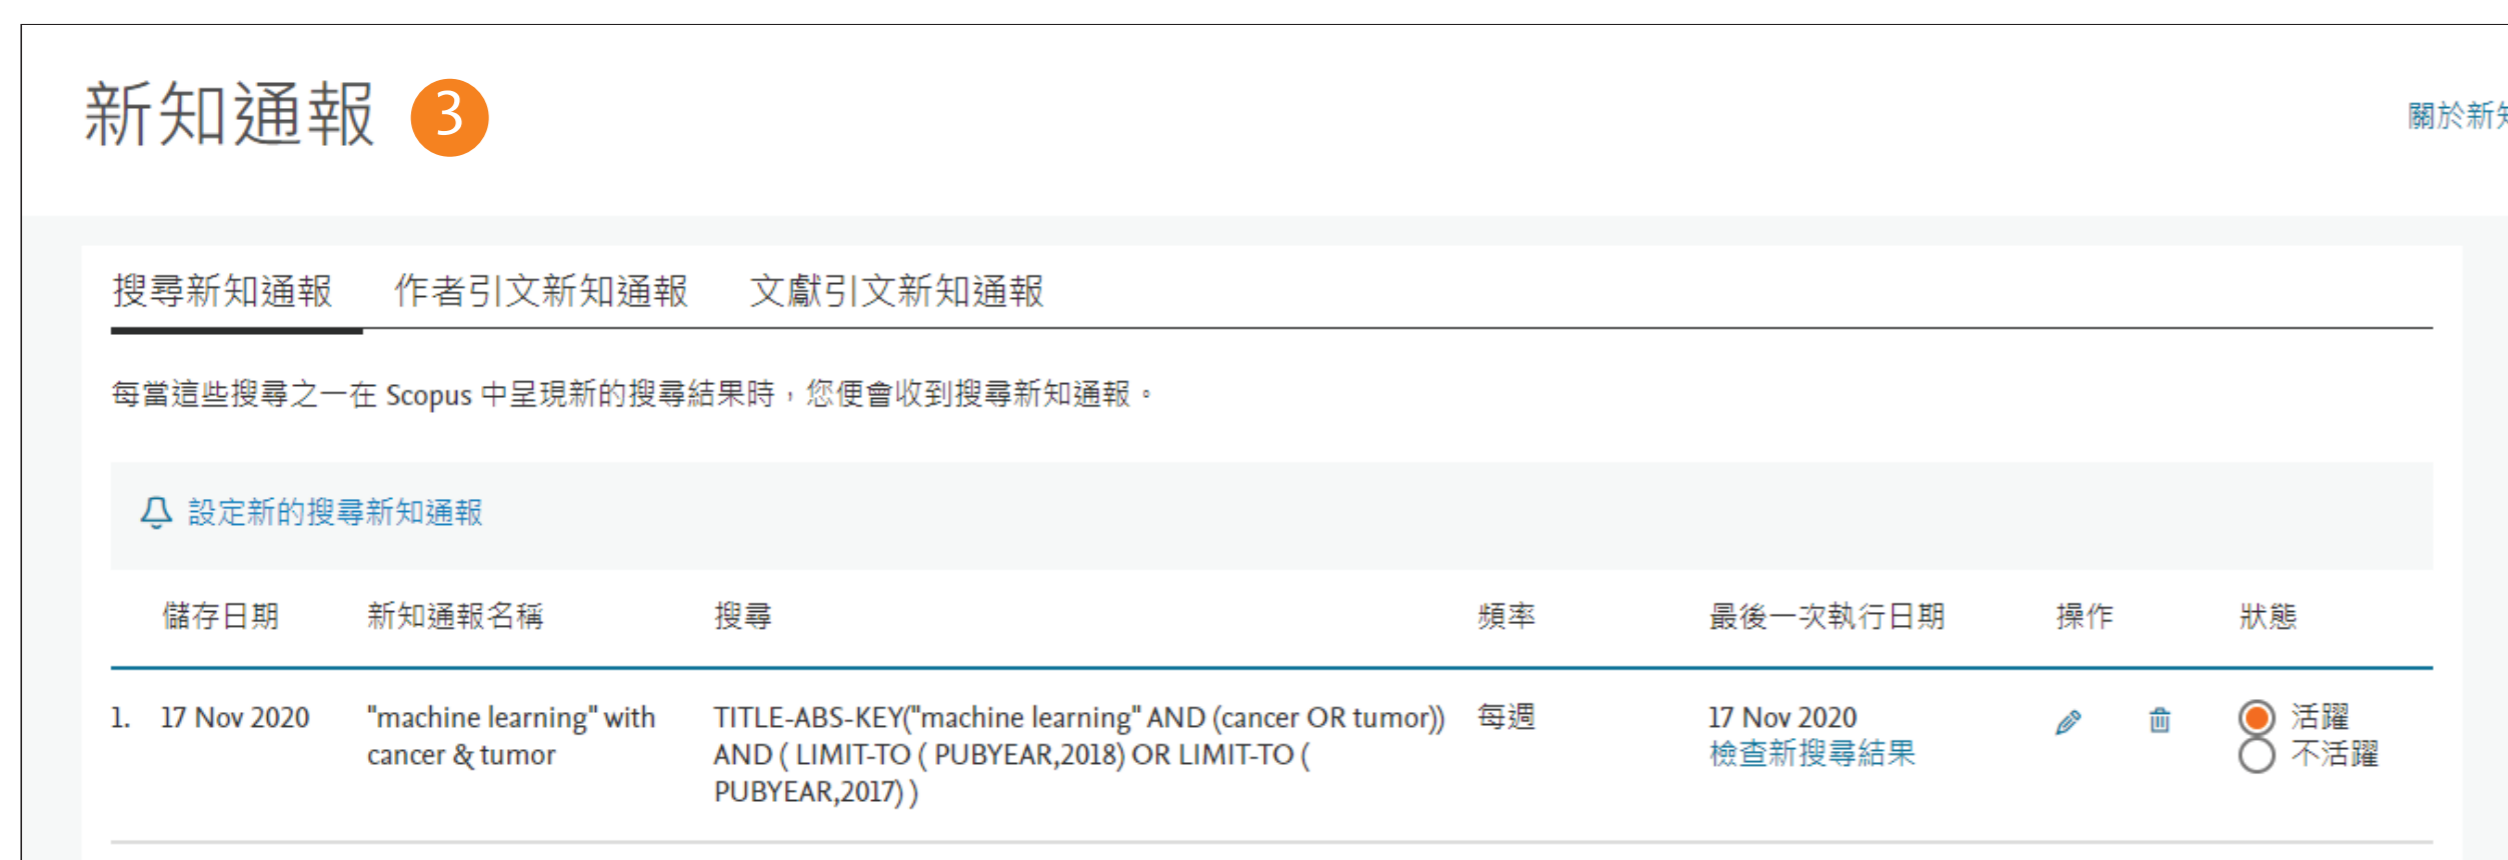 新知通報 3
關於新知
搜尋新知通報 作者引文新知通報 文獻引文新知通報
每當這些搜尋之一在 Scopus 中呈現新的搜尋結果時，您便會收到搜尋新知通報。
設定新的搜尋新知通報
儲存日期 新知通報名稱 搜尋 頻率 最後一次執行日期 操作 狀態
1. 17 Nov 2020 "machine learning" with TITLE-ABS-KEY("machine learning" AND (cancer OR tumor)) 每週 17 Nov 2020 活躍
cancer & tumor AND ( LIMIT-TO ( PUBYEAR,2018) OR LIMIT-TO ( 檢查新搜尋結果 不活躍
PUBYEAR,2017) )